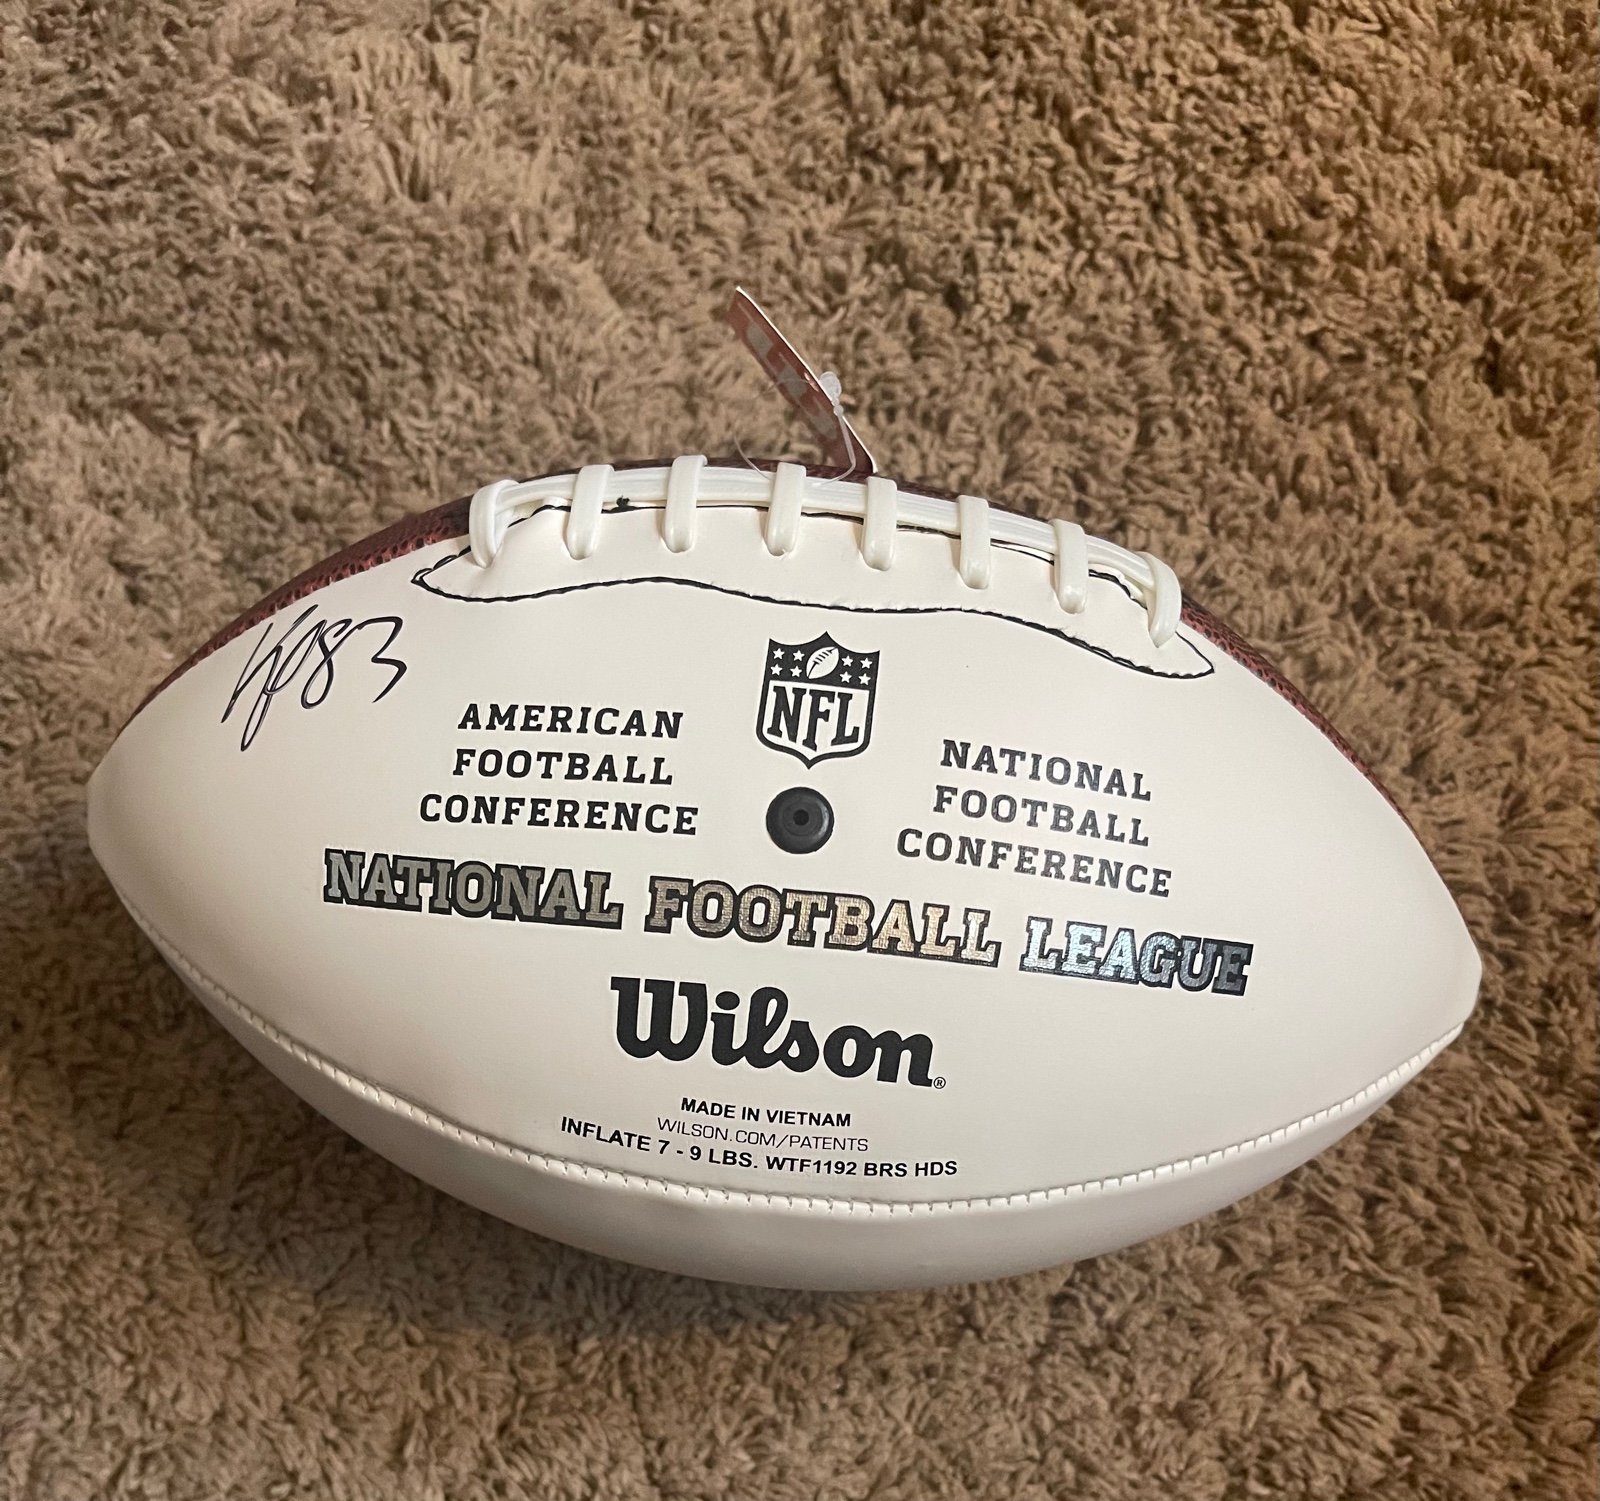 83
NFL
AMERICAN
FOOTBALL
CONFERENCE
NATIONAL
FOOTBALL
CONFERENCE
NATIONAL FOOTBALL LEAGUE
Wilson®
MADE IN VIETNAM
WILSON.COM/PATENTS
INFLATE 7 - 9 LBS. WTF1192 BRS HDS